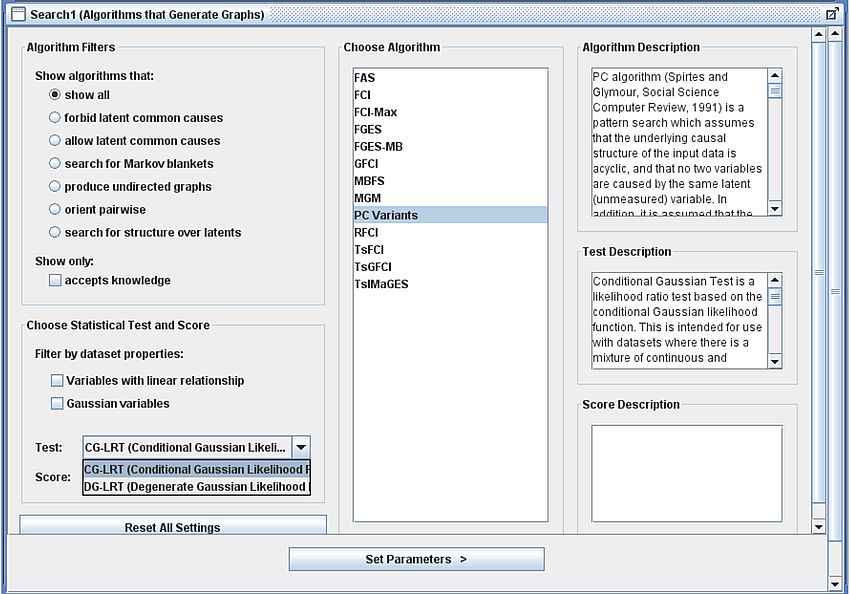 Search1 (Algorithms that Generate Graphs)
Algorithm Filters
Show algorithms that:
show all
forbid latent common causes
allow latent common causes
search for Markov blankets
produce undirected graphs
orient pairwise
search for structure over latents
Show only:
accepts knowledge
Choose Statistical Test and Score
Filter by dataset properties:
Variables with linear relationship
Gaussian variables
Test: CG-LRT (Conditional Gaussian Likeli...
CG-LRT (Conditional Gaussian Likelihood
Score:
DG-LRT (Degenerate Gaussian Likelihood
Reset All Settings
Choose Algorithm
FAS
FCI
FCI-Max
FGES
FGES-MB
GFCI
MBFS
MGM
PC Variants
RFCI
TsFCI
TsGFCI
TsIMaGES
Algorithm Description
PC algorithm (Spirtes and
Glymour, Social Science
Computer Review, 1991) is a
pattern search which assumes
that the underlying causal
structure of the input data is
acyclic, and that no two variables
are caused by the same latent
(unmeasured) variable. In
addition, it is assumed that the
Test Description
Conditional Gaussian Test is a
likelihood ratio test based on the
conditional Gaussian likelihood
function. This is intended for use
with datasets where there is a
mixture of continuous and
Score Description
Set Parameters >